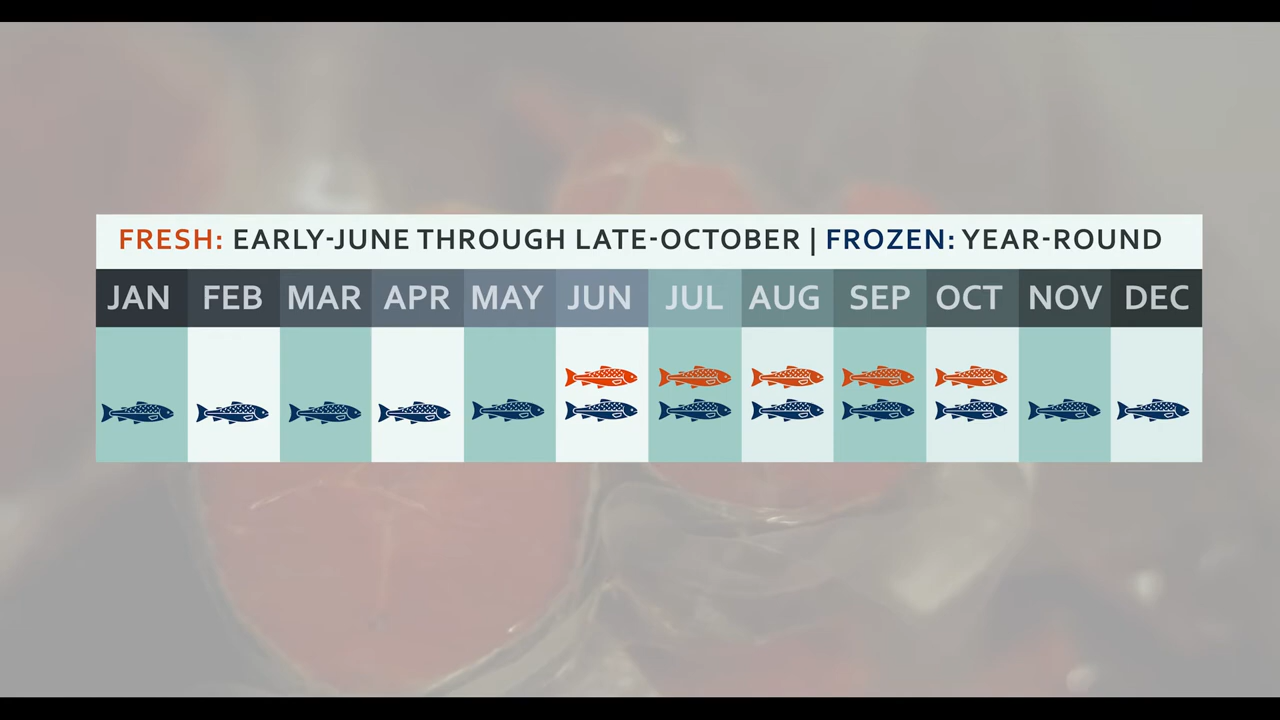 FRESH: EARLY-JUNE THROUGH LATE-OCTOBER | FROZEN: YEAR-ROUND
JAN FEB MAR APR MAY JUN JUL AUG SEP OCT NOV DEC